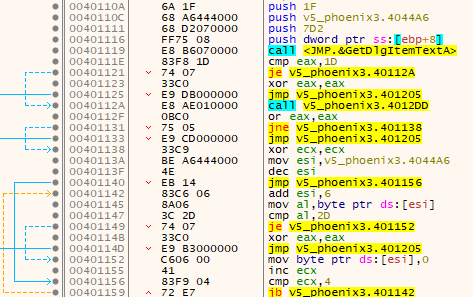 0040110A 6A 1F push 1F
0040110C 68 A6444000 push v5_phoenix3.4044A6
00401111 68 D2070000 push 7D2
00401116 FF75 08 push dword ptr ss:[ebp+8]
00401119 E8 B6070000 call <JMP.&GetDlgItemTextA>
0040111E 83F8 1D cmp eax,1D
00401121 74 07 je v5_phoenix3.40112A
00401123 33C0 xor eax,eax
00401125 E9 DB000000 jmp v5_phoenix3.401205
0040112A E8 AE010000 call v5_phoenix3.4012DD
0040112F 0BC0 or eax,eax
00401131 75 05 jne v5_phoenix3.401138
00401133 E9 CD000000 jmp v5_phoenix3.401205
00401138 33C9 xor ecx,ecx
0040113A BE A6444000 mov esi,v5_phoenix3.4044A6
0040113F 4E dec esi
00401140 EB 14 jmp v5_phoenix3.401156
00401142 83C6 06 add esi,6
00401145 8A06 mov al,byte ptr ds:[esi]
00401147 3C 2D cmp al,2D
00401149 74 07 je v5_phoenix3.401152
0040114B 33C0 xor eax,eax
0040114D E9 B3000000 jmp v5_phoenix3.401205
00401152 C606 00 mov byte ptr ds:[esi],0
00401155 41 inc ecx
00401156 83F9 04 cmp ecx,4
00401159 72 E7 jb v5_phoenix3.401142